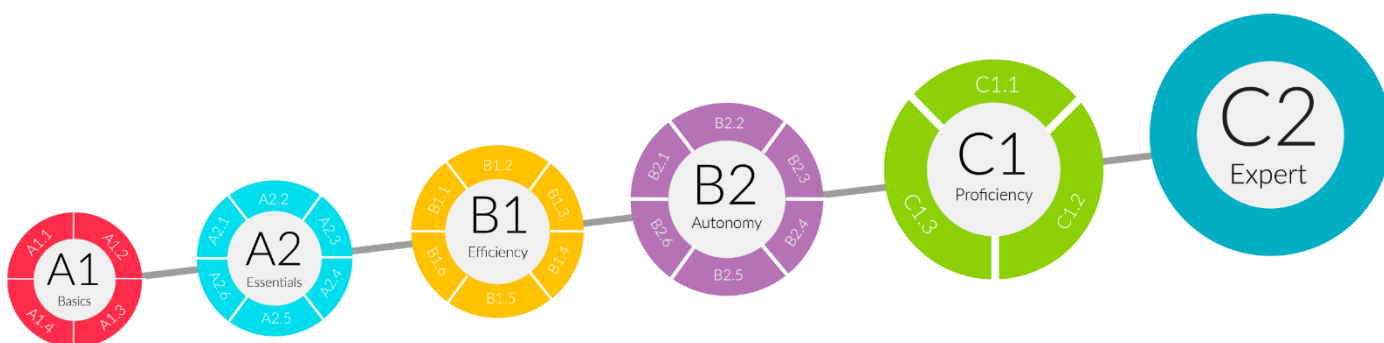 A1
Basics
A1.1
A1.2
A1.3
A1.4
A2
Essentials
A2.1
A2.2
A2.3
A2.4
A2.5
A2.6
B1
Efficiency
B1.1
B1.2
B1.3
B1.4
B1.5
B1.6
B2
Autonomy
B2.1
B2.2
B2.3
B2.4
B2.5
B2.6
C1
Proficiency
C1.1
C1.2
C1.3
C2
Expert